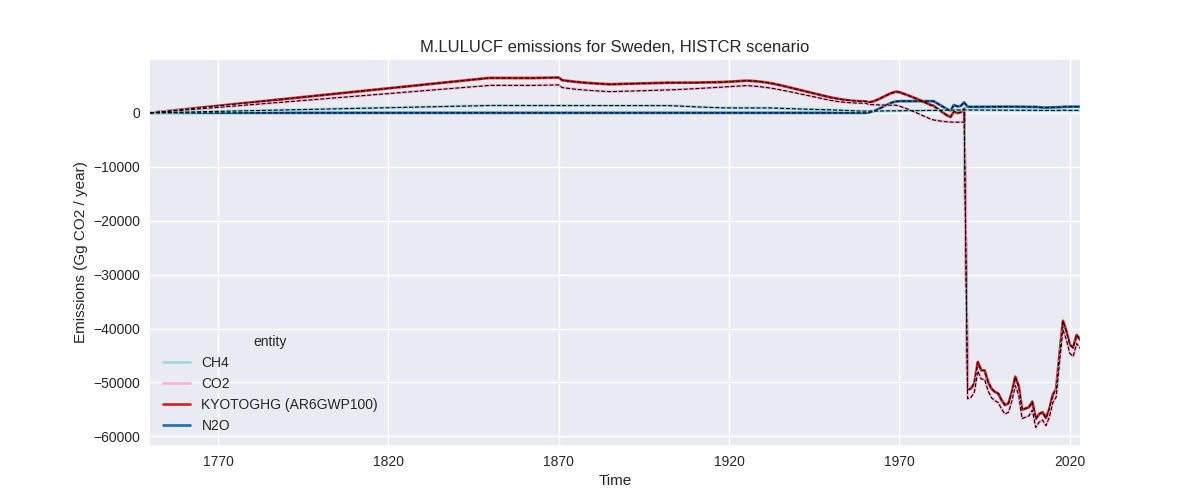 M.LULUCF emissions for Sweden, HISTCR scenario
Emissions (Gg CO2 / year)
0
−10000
−20000
−30000
−40000
−50000
−60000
entity
CH4
CO2
KYOTOGHG (AR6GWP100)
N2O
1770 1820 1870 1920 1970 2020
Time